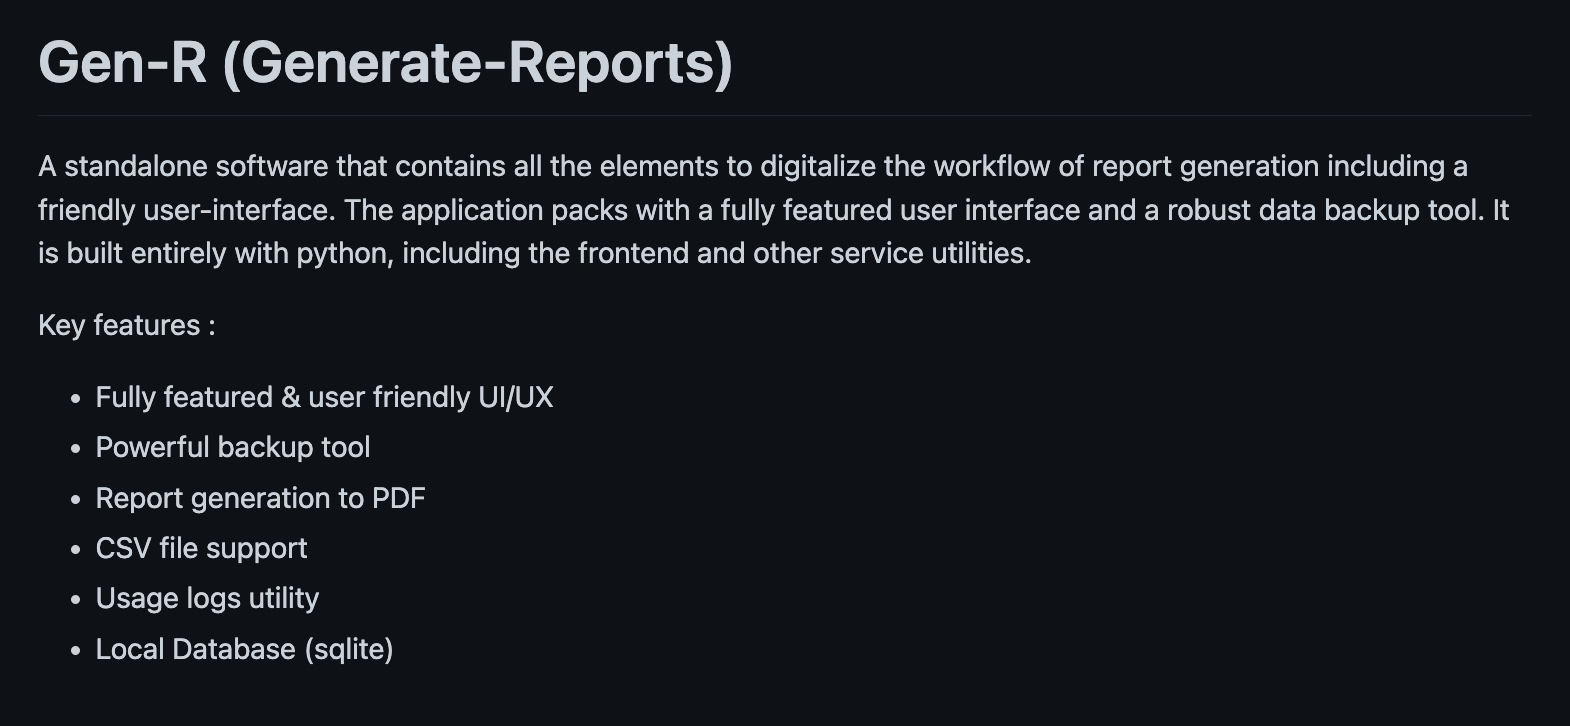 Gen-R (Generate-Reports)
A standalone software that contains all the elements to digitalize the workflow of report generation including a
friendly user-interface. The application packs with a fully featured user interface and a robust data backup tool. It
is built entirely with python, including the frontend and other service utilities.
Key features :
• Fully featured & user friendly UI/UX
• Powerful backup tool
• Report generation to PDF
• CSV file support
• Usage logs utility
• Local Database (sqlite)